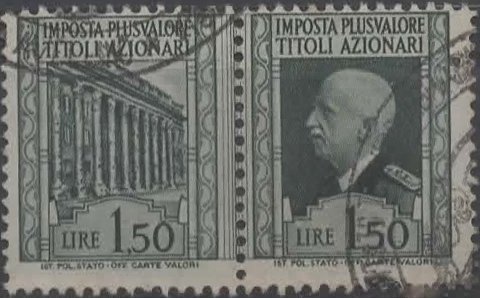 IMPOSTA PLUSVALORE
TITOLI AZIONARI
LIRE 1,50
IST. POL. STATO - OFF. CARTE VALORI
IMPOSTA PLUSVALORE
TITOLI AZIONARI
LIRE 1,50
IST. POL. STATO - OFF. CARTE VALORI